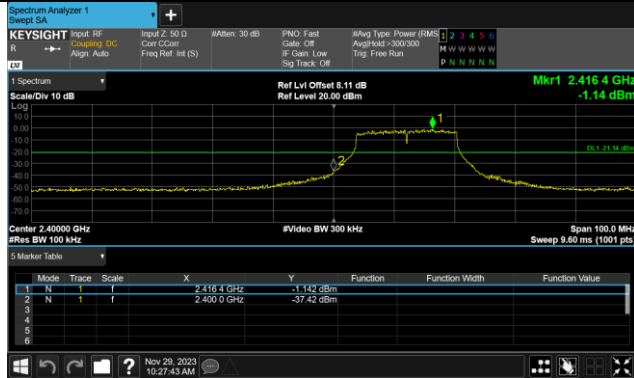 Spectrum Analyzer 1
Swept SA
+
KEYSIGHT Input: RF Input Z: 50 Ω #Atten: 30 dB PNO: Fast #Avg Type: Power (RMS 1 2 3 4 5 6
R Coupling: DC Corr CCorr Gate: Off Avg|Hold >300/300 M W W W W W
Align: Auto Freq Ref: Int (S) IF Gain: Low Trig: Free Run
LXI Sig Track: Off P N N N N N
1 Spectrum Mkr1 2.416 4 GHz
Scale/Div 10 dB Ref Lvl Offset 8.11 dB
Ref Level 20.00 dBm -1.14 dBm
Log
10.0
0.00
-10.0
-20.0
-30.0
-40.0
-50.0
-60.0
-70.0
1
2
DL1 -21.14 dBm
Center 2.40000 GHz #Video BW 300 kHz Span 100.0 MHz
#Res BW 100 kHz Sweep 9.60 ms (1001 pts)
5 Marker Table
Mode Trace Scale X Y Function Function Width Function Value
1 N 1 f 2.416 4 GHz -1.142 dBm
2 N 1 f 2.400 0 GHz -37.42 dBm
3
4
5
6
? Nov 29, 2023
10:27:43 AM